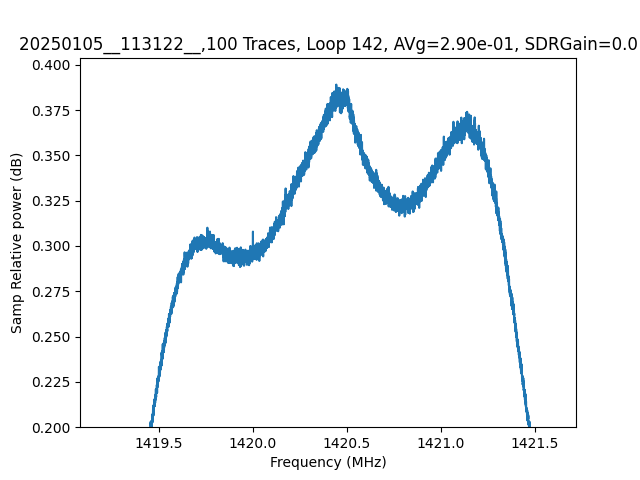 20250105__113122__,100 Traces, Loop 142, AVg=2.90e-01, SDRGain=0.0
0.400
0.375
0.350
0.325
0.300
0.275
0.250
0.225
0.200
Samp Relative power (dB)
1419.5 1420.0 1420.5 1421.0 1421.5
Frequency (MHz)